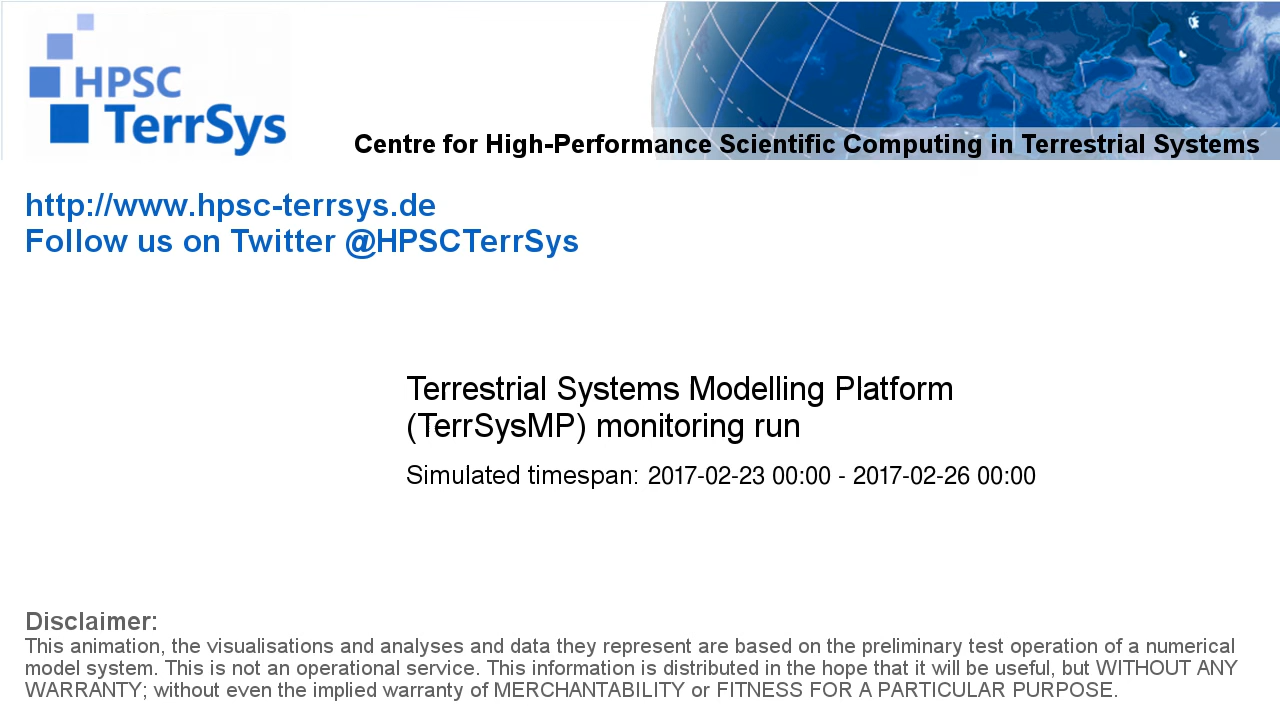 HPSC
TerrSys
Centre for High-Performance Scientific Computing in Terrestrial Systems
http://www.hpsc-terrsys.de
Follow us on Twitter @HPSCTerrSys
Terrestrial Systems Modelling Platform
(TerrSysMP) monitoring run
Simulated timespan: 2017-02-23 00:00 - 2017-02-26 00:00
Disclaimer:
This animation, the visualisations and analyses and data they represent are based on the preliminary test operation of a numerical
model system. This is not an operational service. This information is distributed in the hope that it will be useful, but WITHOUT ANY
WARRANTY; without even the implied warranty of MERCHANTABILITY or FITNESS FOR A PARTICULAR PURPOSE.